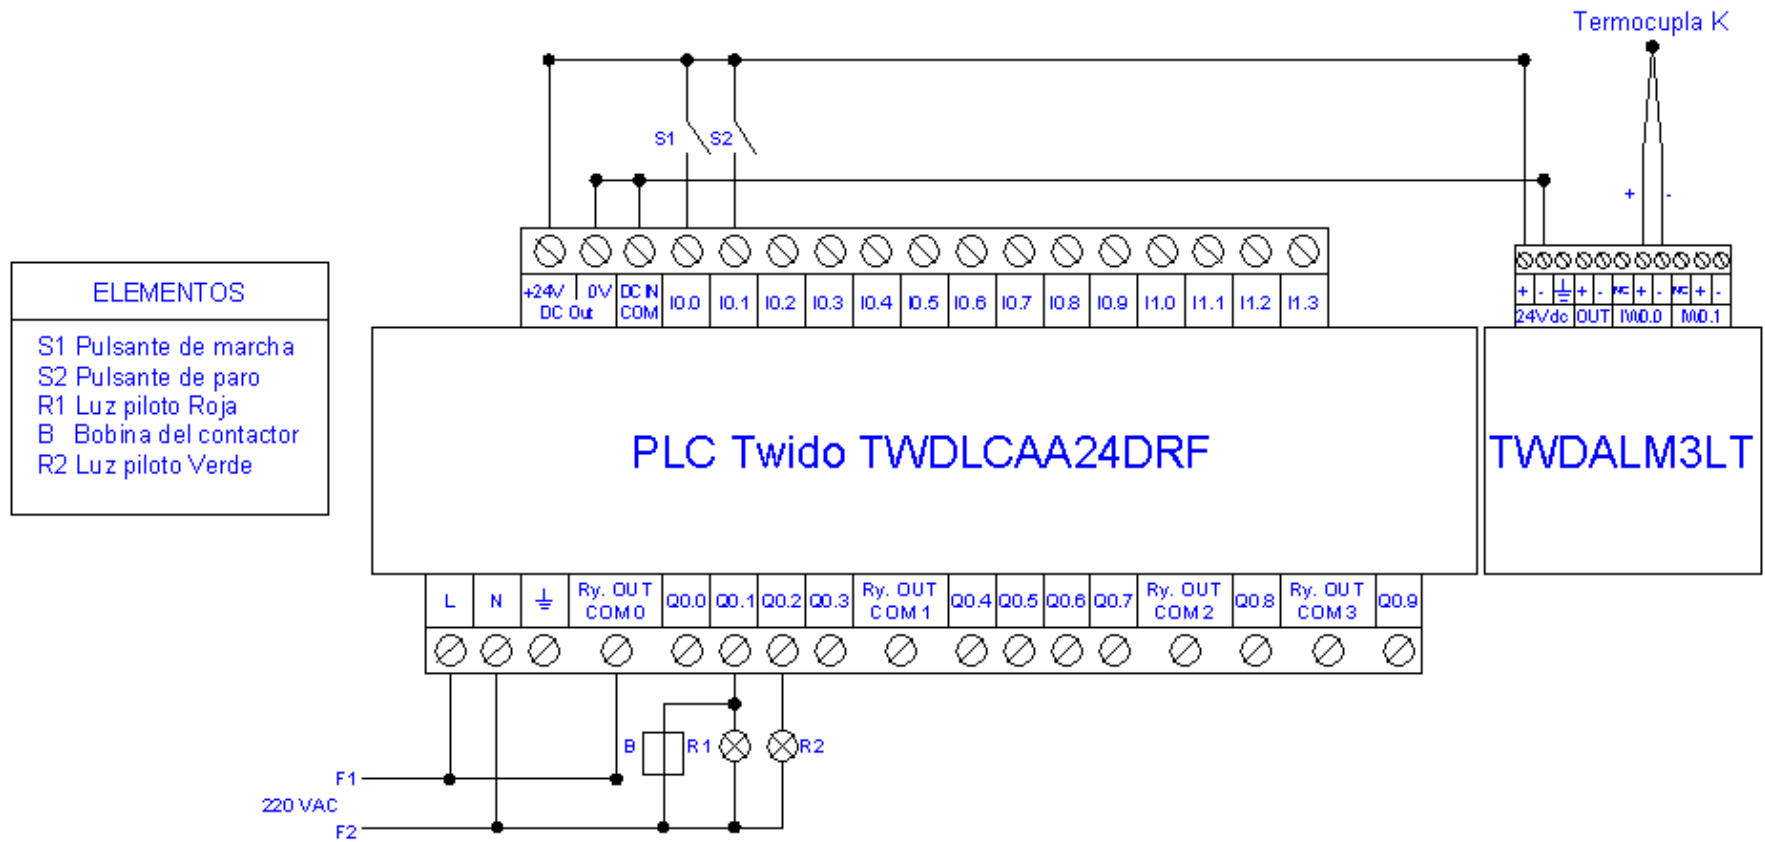 Termocupla K
S1
S2
+
-
ELEMENTOS
S1 Pulsante de marcha
S2 Pulsante de paro
R1 Luz piloto Roja
B Bobina del contactor
R2 Luz piloto Verde
+24V 0V DC IN I0.0 I0.1 I0.2 I0.3 I0.4 I0.5 I0.6 I0.7 I0.8 I0.9 I1.0 I1.1 I1.2 I1.3
DC Out COM
+ - + - NC + - NC + -
24Vdc OUT IW0.0 IW0.1
PLC Twido TWDLCAA24DRF
TWDALM3LT
L N Ry. OUT Q0.0 Q0.1 Q0.2 Q0.3 Ry. OUT Q0.4 Q0.5 Q0.6 Q0.7 Ry. OUT Q0.8 Ry. OUT Q0.9
COM 0 COM 1 COM 2 COM 3
B
R1
R2
F1
220 VAC
F2